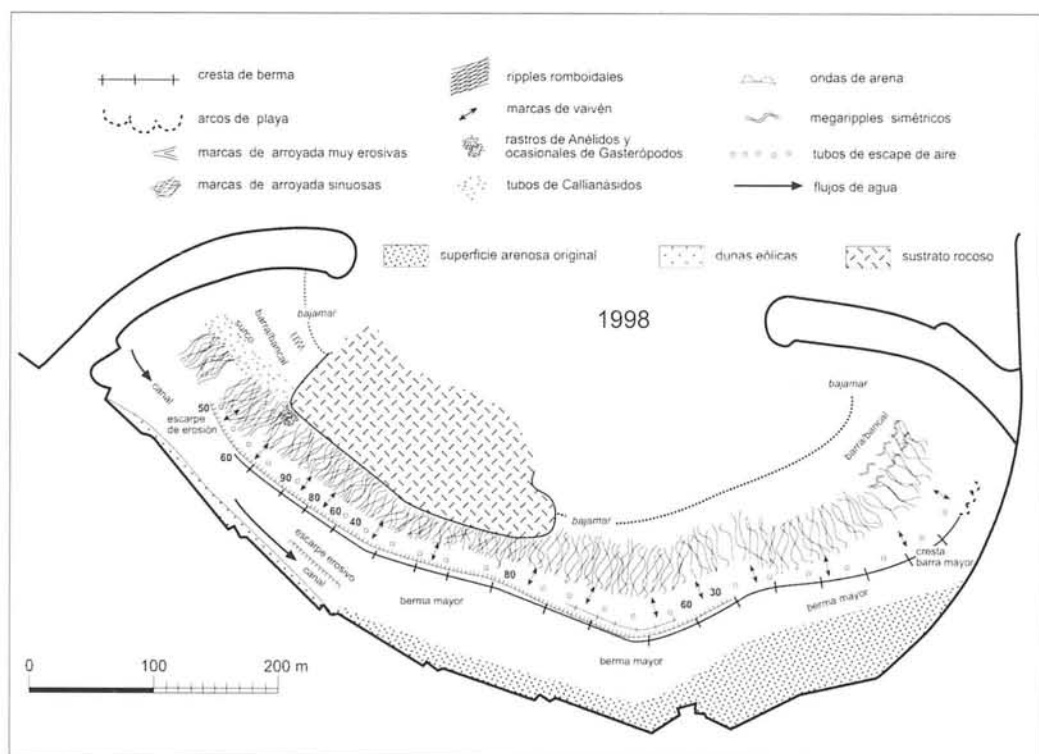 cresta de berma
arcos de playa
marcas de arroyada muy erosivas
marcas de arroyada sinuosas
ripples romboidales
marcas de vaivén
rastros de Anélidos y
ocasionales de Gasterópodos
tubos de Callianásidos
ondas de arena
megaripples simétricos
tubos de escape de aire
flujos de agua
superficie arenosa original
dunas eólicas
sustrato rocoso
1998
bajamar
surco
barra/bancal
canal
50
escarpe
de erosión
60
90
80
60
40
bajamar
barra/bancal
bajamar
80
60
30
cresta
barra mayor
escarpe erosivo
canal
berma mayor
berma mayor
berma mayor
0
100
200 m